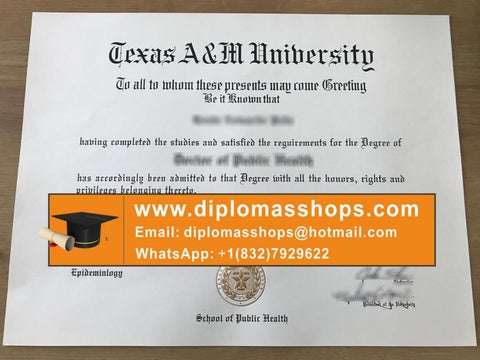 Texas A&M University
To all to whom these presents may come Greeting
Be it Known that
having completed the studies and satisfied the requirements for the Degree of
Doctor of Public Health
has accordingly been admitted to that Degree with all the honors, rights and
privileges belonging thereto.
www.diplomasshops.com
Email: diplomasshops@hotmail.com
WhatsApp: +1(832)7929622
Epidemiology
School of Public Health